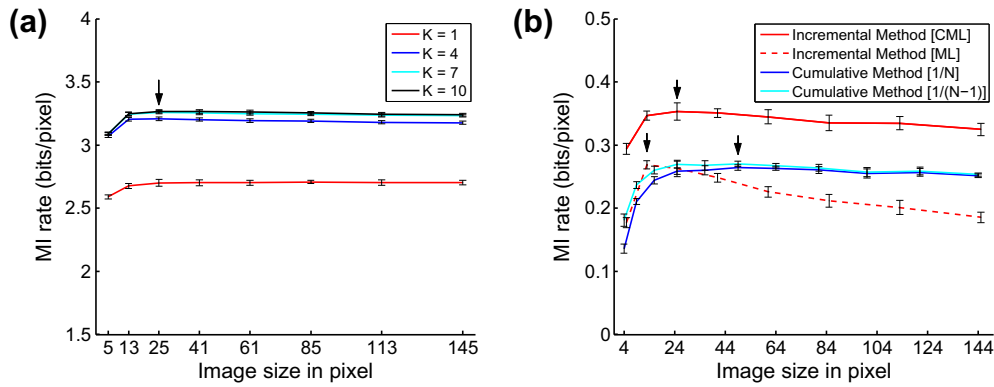 (a)
MI rate (bits/pixel)
4
3.5
3
2.5
2
1.5
K = 1
K = 4
K = 7
K = 10
5 13 25 41 61 85 113 145
Image size in pixel
(b)
MI rate (bits/pixel)
0.5
0.4
0.3
0.2
0.1
0
Incremental Method [CML]
Incremental Method [ML]
Cumulative Method [1/N]
Cumulative Method [1/(N−1)]
4 24 44 64 84 104 124 144
Image size in pixel